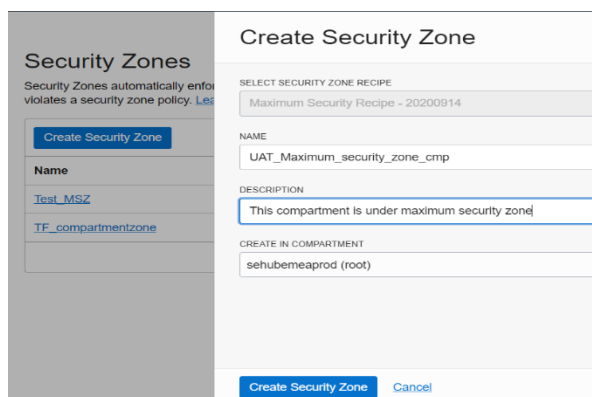 Security Zones
Security Zones automatically enfo
violates a security zone policy. Lea
Create Security Zone
Name
Test_MSZ
TF_compartmentzone
Create Security Zone
SELECT SECURITY ZONE RECIPE
Maximum Security Recipe - 20200914
NAME
UAT_Maximum_security_zone_cmp
DESCRIPTION
This compartment is under maximum security zone
CREATE IN COMPARTMENT
sehubemeaprod (root)
Create Security Zone Cancel